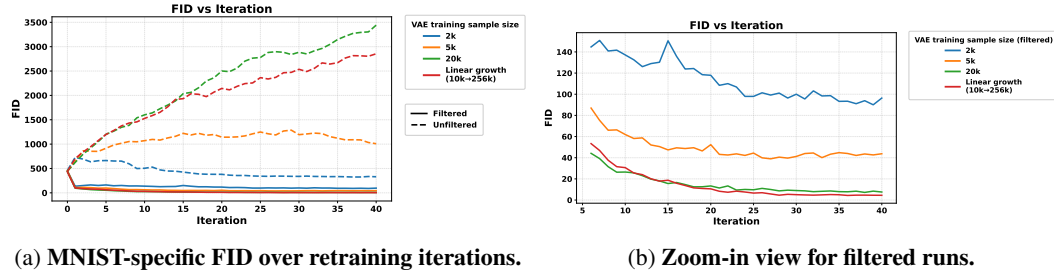 FID vs Iteration
FID
3500
3000
2500
2000
1500
1000
500
0
0
5
10
15
20
25
30
35
40
Iteration
VAE training sample size
2k
5k
20k
Linear growth
(10k→256k)
Filtered
Unfiltered
(a) MNIST-specific FID over retraining iterations.
FID vs Iteration
FID
140
120
100
80
60
40
20
0
5
10
15
20
25
30
35
40
Iteration
VAE training sample size (filtered)
2k
5k
20k
Linear growth
(10k→256k)
(b) Zoom-in view for filtered runs.